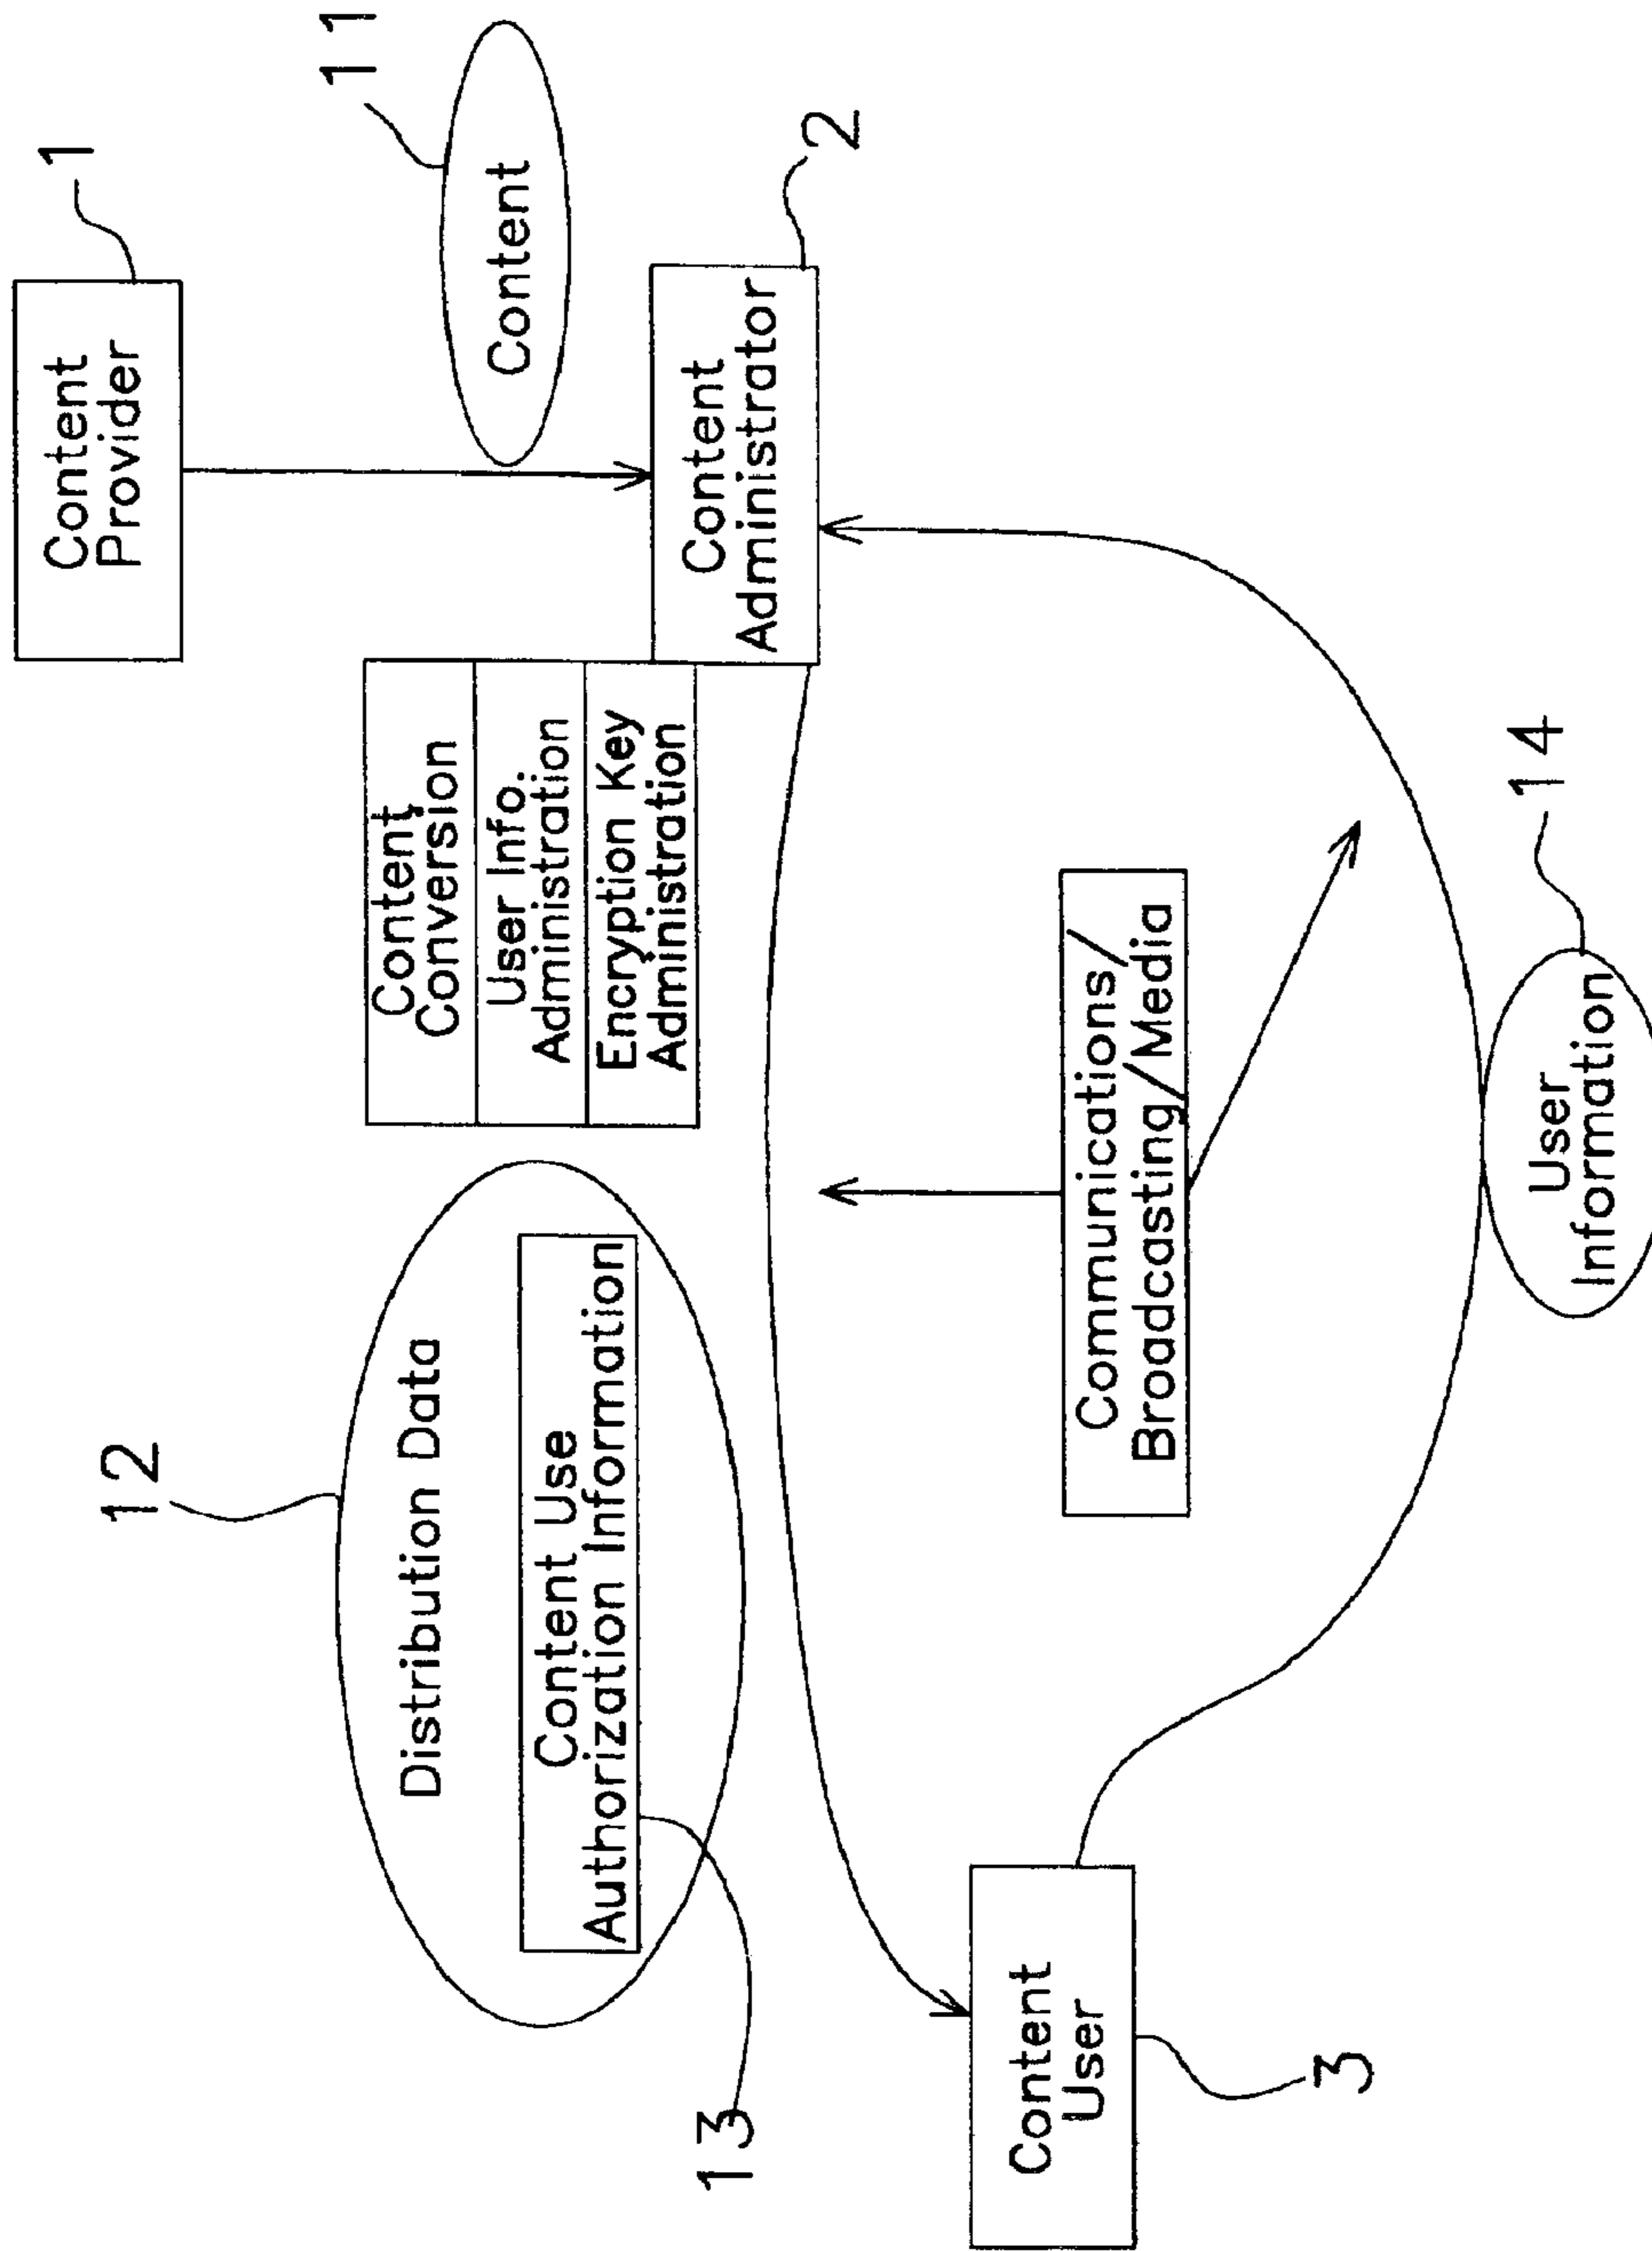 1
Content
Provider
11
Content
2
Content
Administrator
Content
Conversion
User Info.
Administration
Encryption Key
Administration
12
Distribution Data
Content Use
Authorization Information
13
Communications/
Broadcasting/Media
14
User
Information
Content
User
3